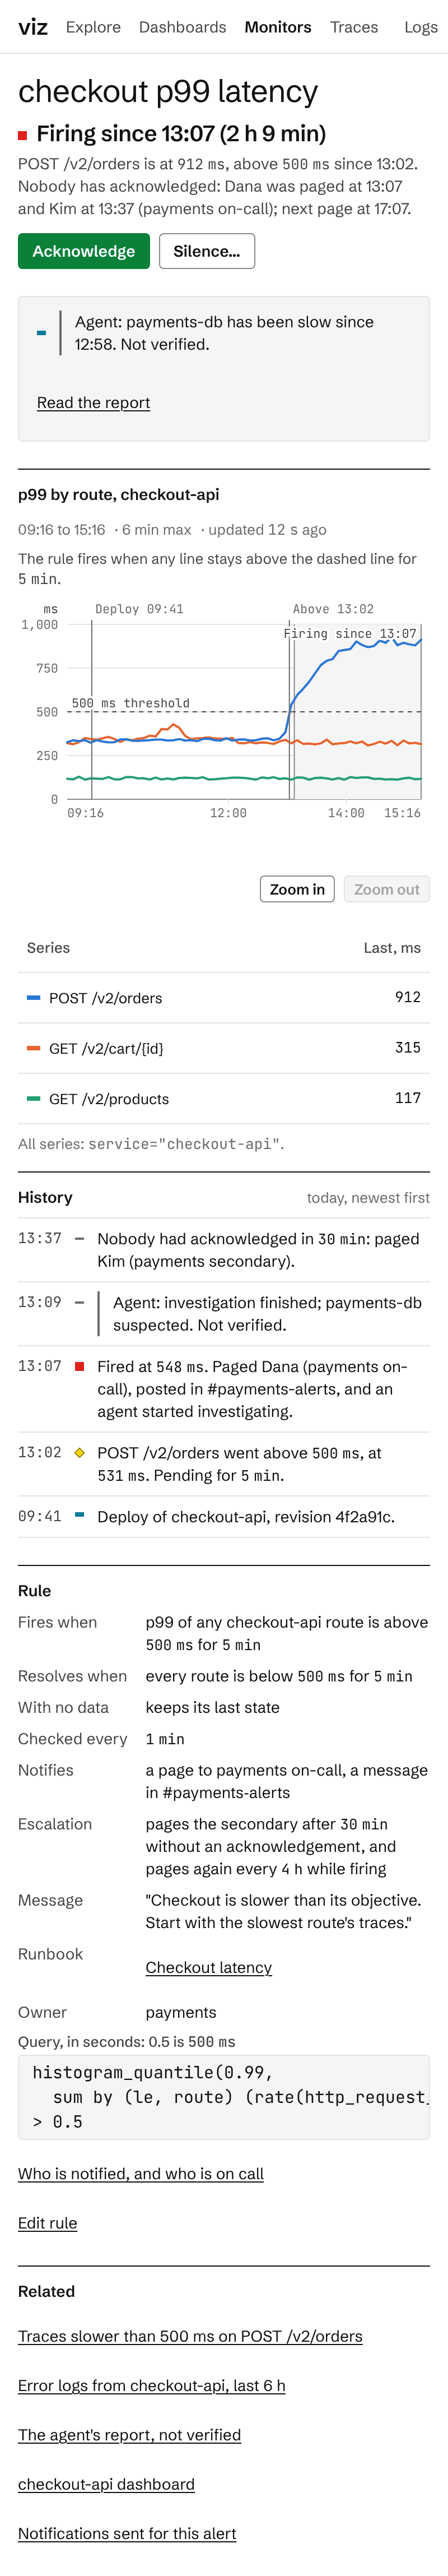 viz Explore Dashboards Monitors Traces Logs
checkout p99 latency
Firing since 13:07 (2 h 9 min)
POST /v2/orders is at 912 ms, above 500 ms since 13:02.
Nobody has acknowledged: Dana was paged at 13:07
and Kim at 13:37 (payments on-call); next page at 17:07.
Acknowledge Silence...
Agent: payments-db has been slow since
12:58. Not verified.
Read the report
p99 by route, checkout-api
09:16 to 15:16 · 6 min max · updated 12 s ago
The rule fires when any line stays above the dashed line for
5 min.
ms Deploy 09:41 Above 13:02
1,000 Firing since 13:07
750
500 ms threshold
500
250
0
09:16 12:00 14:00 15:16
Zoom in Zoom out
Series Last, ms
POST /v2/orders 912
GET /v2/cart/{id} 315
GET /v2/products 117
All series: service="checkout-api".
History today, newest first
13:37 Nobody had acknowledged in 30 min: paged
Kim (payments secondary).
13:09 Agent: investigation finished; payments-db
suspected. Not verified.
13:07 Fired at 548 ms. Paged Dana (payments on-
call), posted in #payments-alerts, and an
agent started investigating.
13:02 POST /v2/orders went above 500 ms, at
531 ms. Pending for 5 min.
09:41 Deploy of checkout-api, revision 4f2a91c.
Rule
Fires when p99 of any checkout-api route is above
500 ms for 5 min
Resolves when every route is below 500 ms for 5 min
With no data keeps its last state
Checked every 1 min
Notifies a page to payments on-call, a message
in #payments-alerts
Escalation pages the secondary after 30 min
without an acknowledgement, and
pages again every 4 h while firing
Message "Checkout is slower than its objective.
Start with the slowest route's traces."
Runbook Checkout latency
Owner payments
Query, in seconds: 0.5 is 500 ms
histogram_quantile(0.99,
sum by (le, route) (rate(http_request_
> 0.5
Who is notified, and who is on call
Edit rule
Related
Traces slower than 500 ms on POST /v2/orders
Error logs from checkout-api, last 6 h
The agent's report, not verified
checkout-api dashboard
Notifications sent for this alert